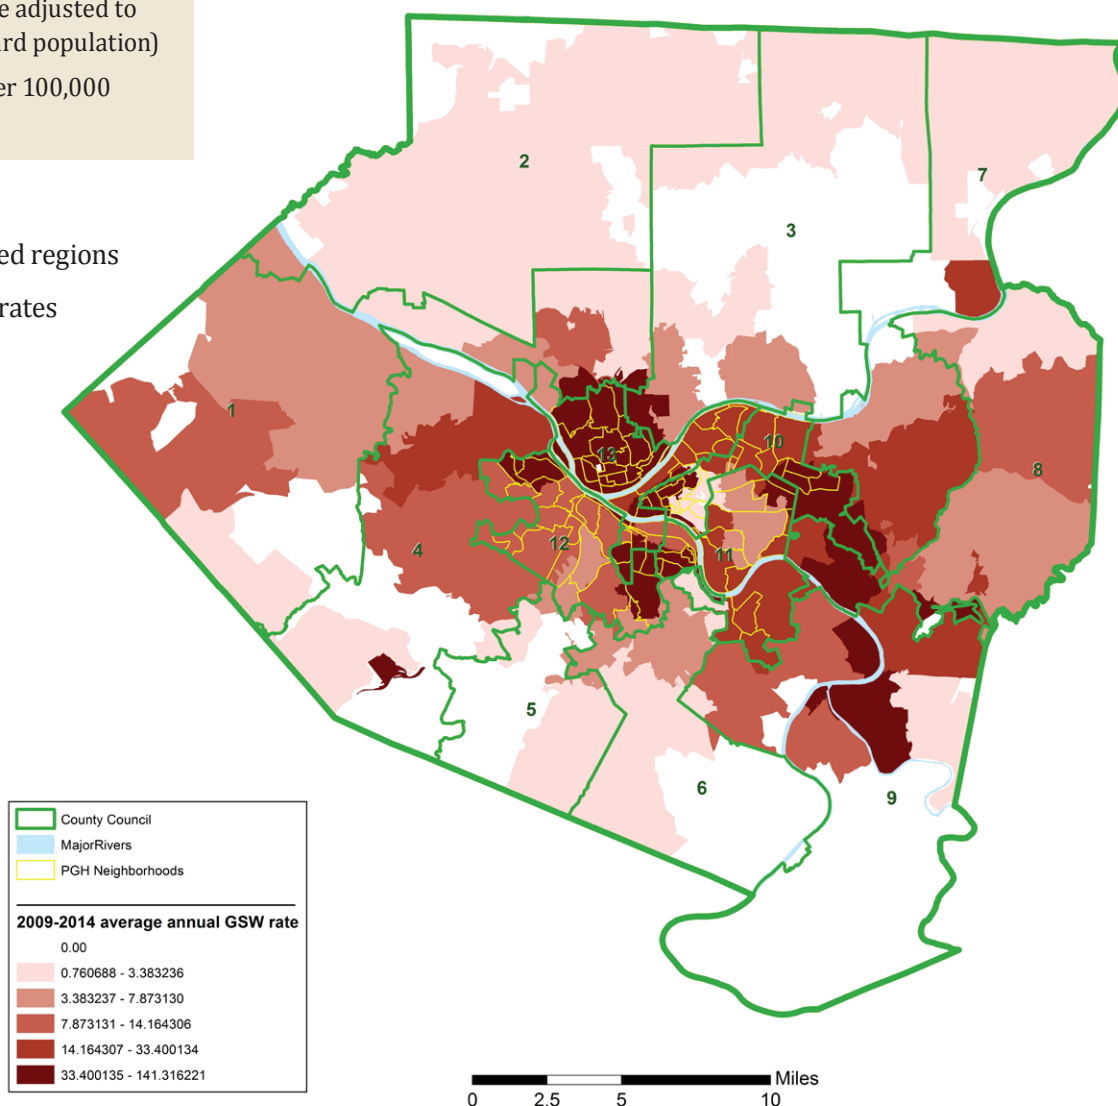 e adjusted to
rd population)
er 100,000
ed regions
rates
2
7
3
1
10
13
8
4
12
11
5
6
9
County Council
MajorRivers
PGH Neighborhoods
2009-2014 average annual GSW rate
0.00
0.760688 - 3.383236
3.383237 - 7.873130
7.873131 - 14.164306
14.164307 - 33.400134
33.400135 - 141.316221
Miles
0 2.5 5 10